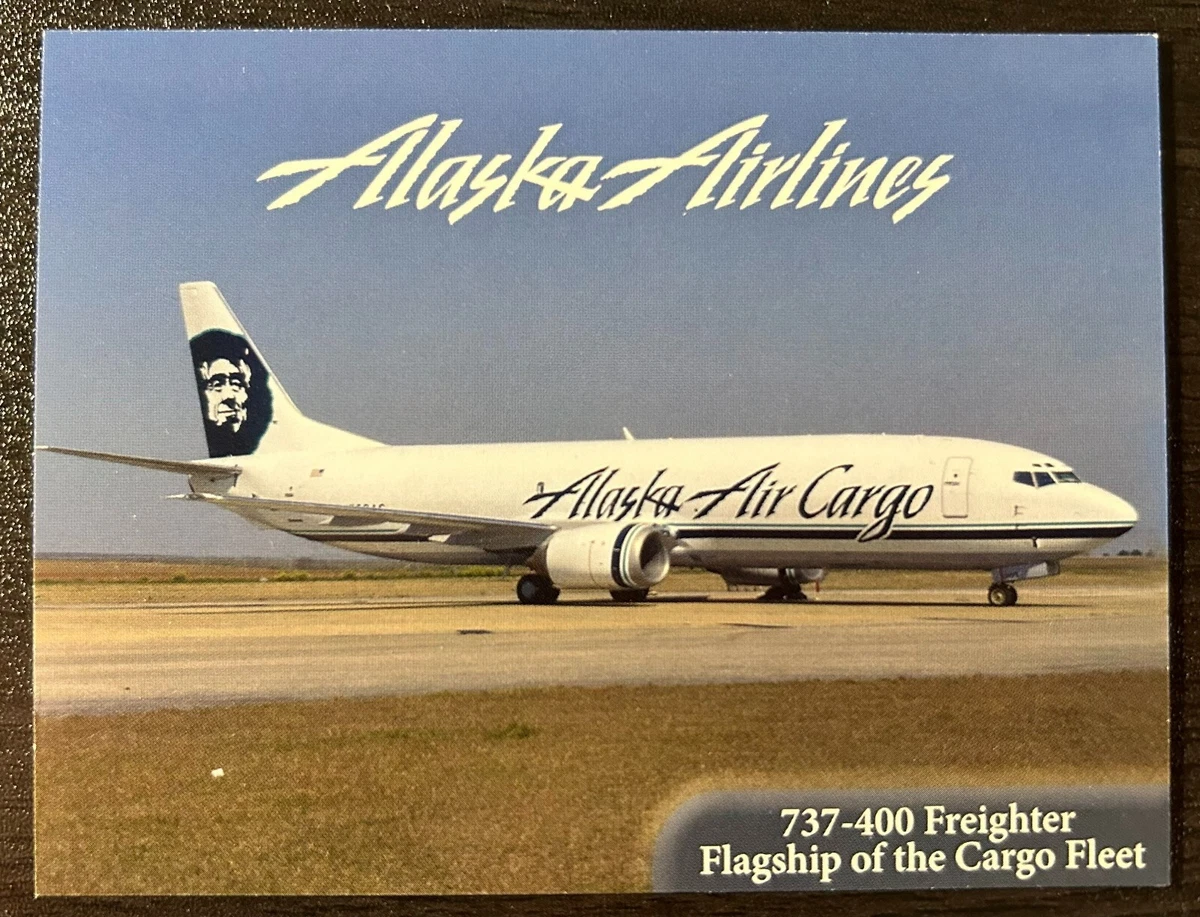 Alaska Airlines
Alaska Air Cargo
737-400 Freighter
Flagship of the Cargo Fleet